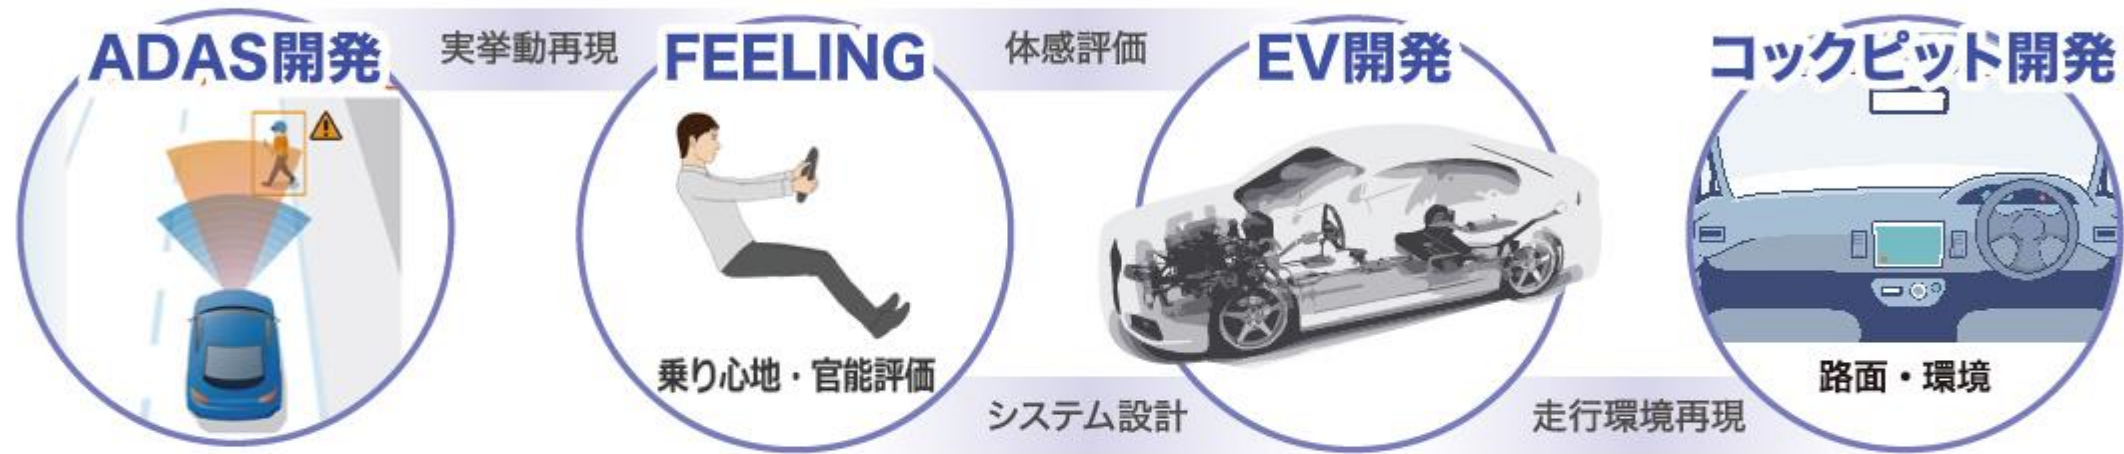 ADAS開発
実挙動再現
FEELING
体感評価
EV開発
コックピット開発
乗り心地・官能評価
路面・環境
システム設計
走行環境再現